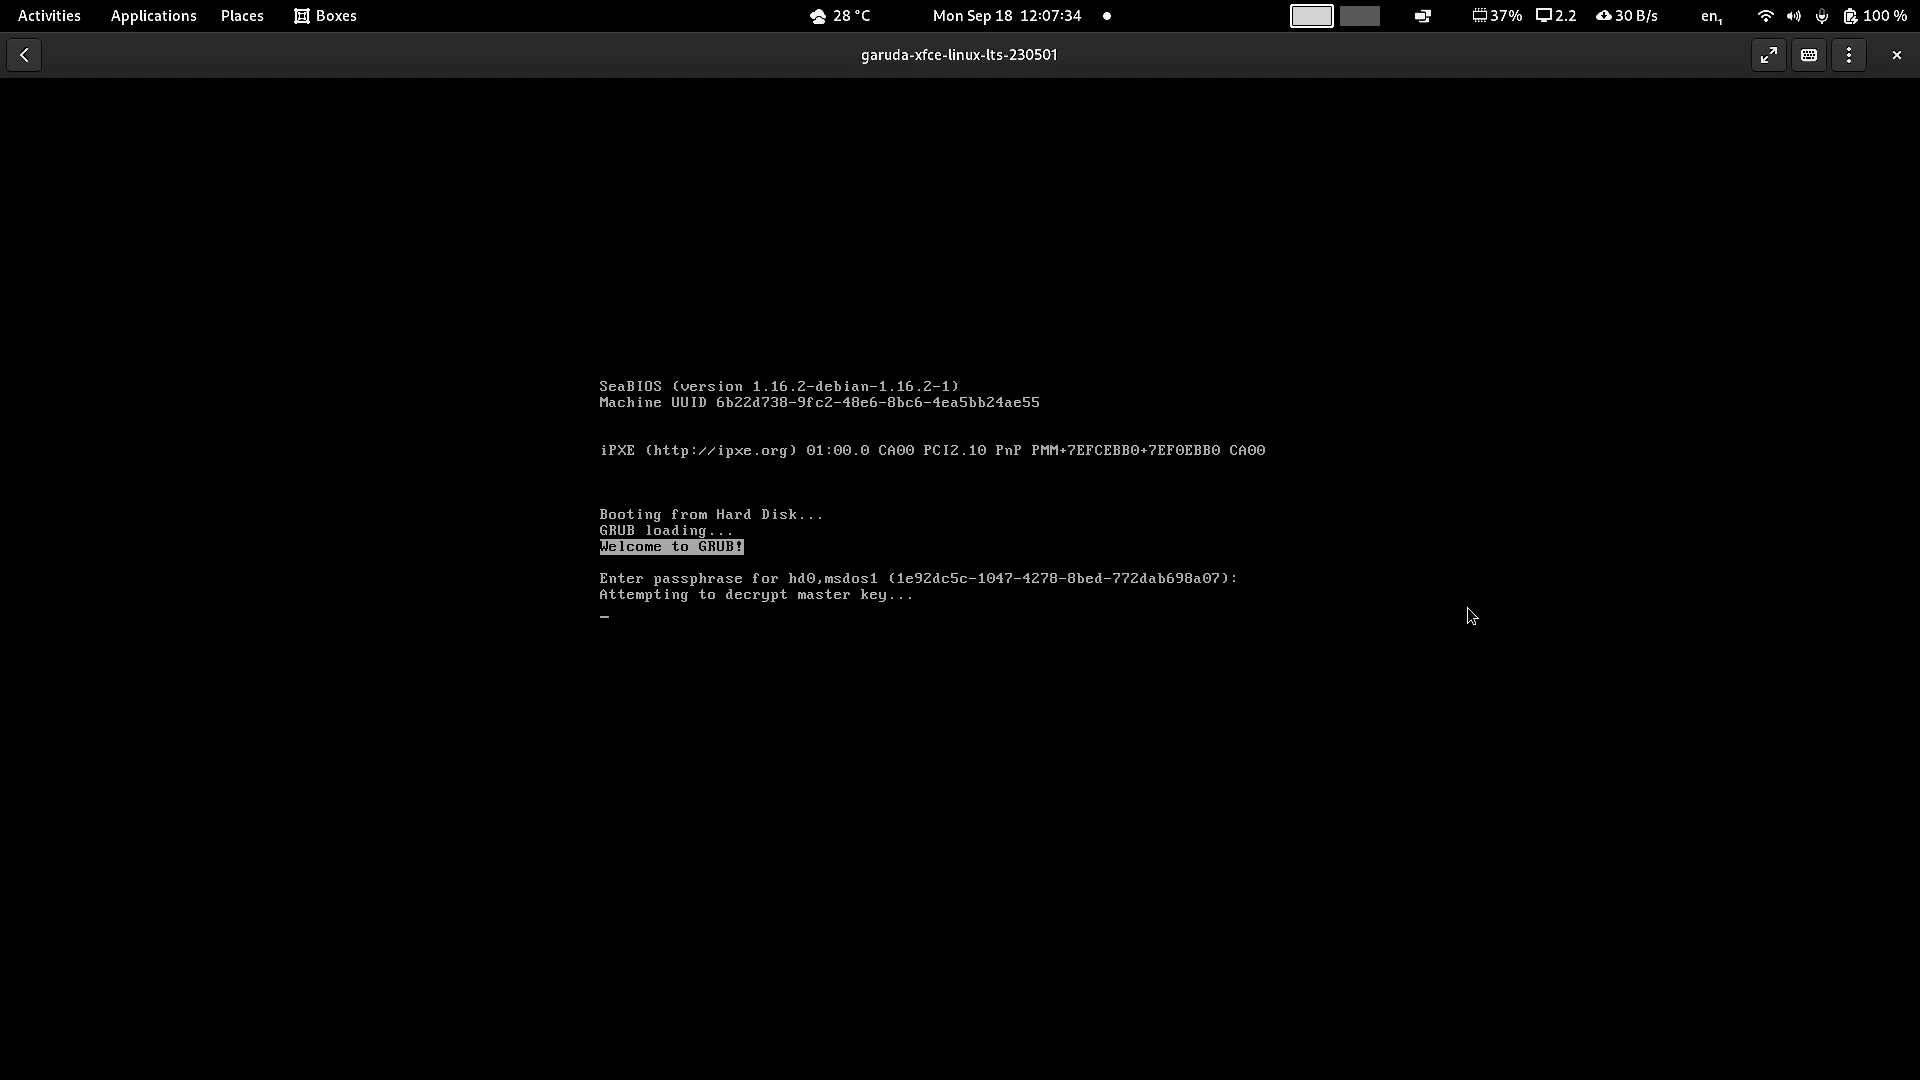 Activities Applications Places Boxes 28 °C Mon Sep 18 12:07:34 37% 2.2 30 B/s en1 100 %
garuda-xfce-linux-lts-230501
SeaBIOS (version 1.16.2-debian-1.16.2-1)
Machine UUID 6b22d738-9fc2-48e6-8bc6-4ea5bb24ae55
iPXE (http://ipxe.org) 01:00.0 CA00 PCI2.10 PnP PMM+7EFCEBB0+7EF0EBB0 CA00
Booting from Hard Disk...
GRUB loading...
Welcome to GRUB!
Enter passphrase for hd0,msdos1 (1e92dc5c-1047-4278-8bed-772dab698a07):
Attempting to decrypt master key...
_